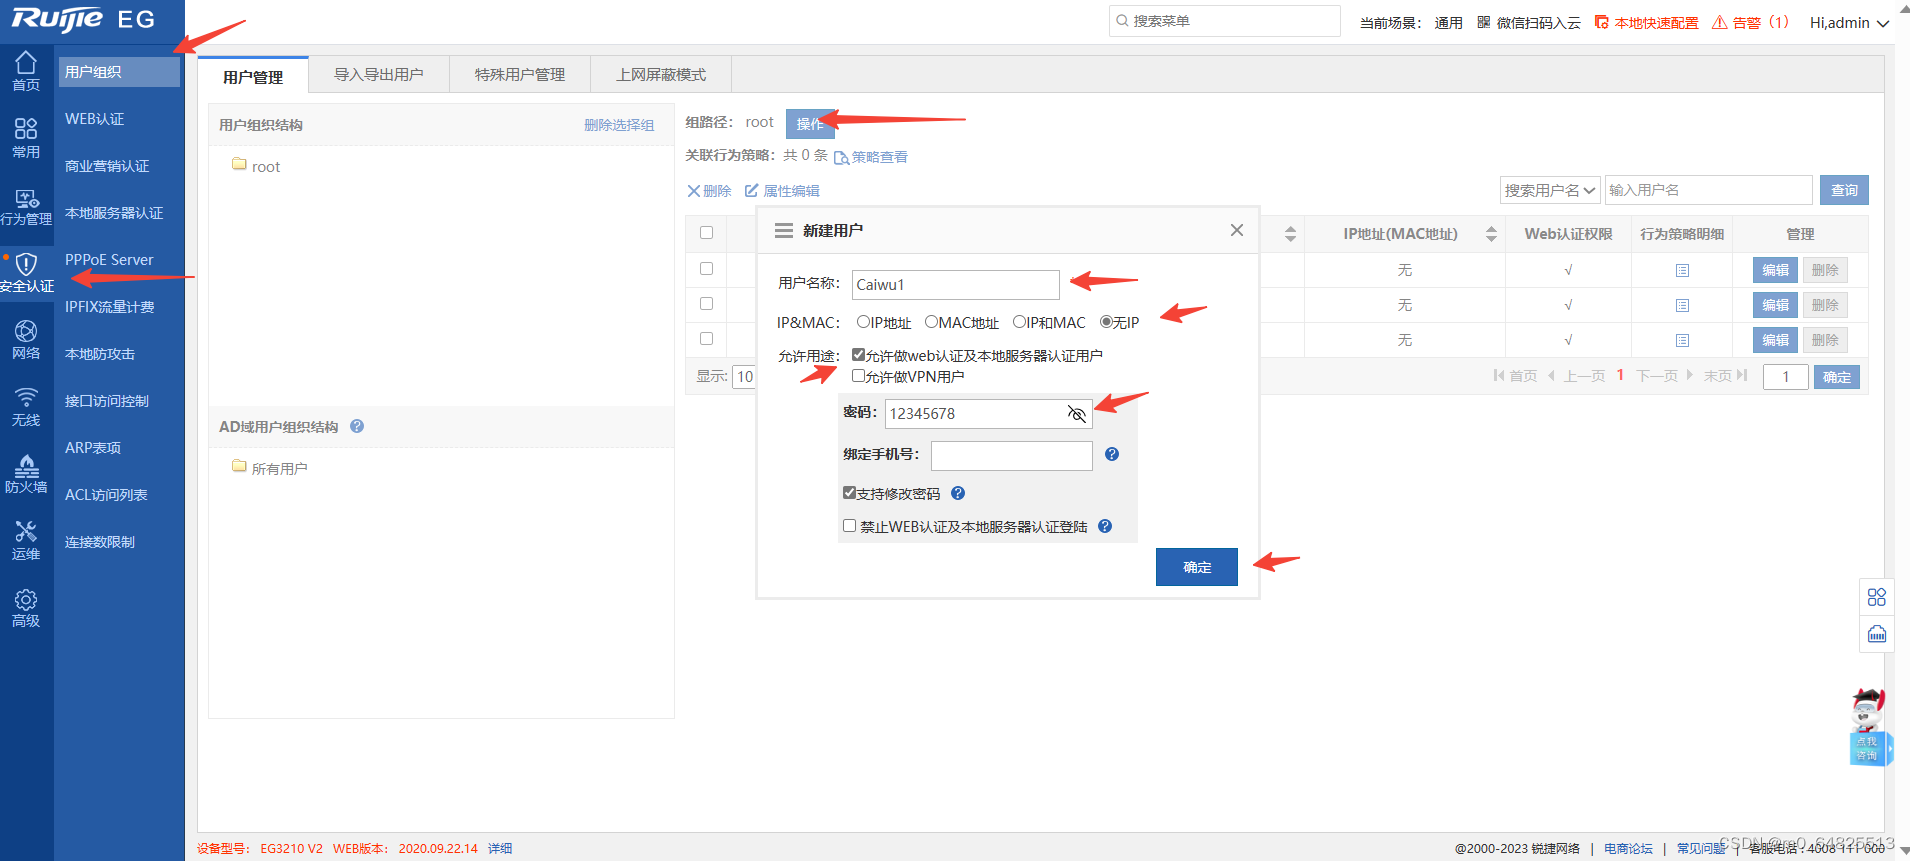 Ruijie EG
搜索菜单
当前场景： 通用 微信扫码入云 本地快速配置 告警（1） Hi,admin
首页
常用
行为管理
安全认证
网络
无线
防火墙
运维
高级
用户组织
WEB认证
商业营销认证
本地服务器认证
PPPoE Server
IPFIX流量计费
本地防攻击
接口访问控制
ARP表项
ACL访问列表
连接数限制
用户管理 导入导出用户 特殊用户管理 上网屏蔽模式
用户组织结构 删除选择组
root
AD域用户组织结构
所有用户
组路径： root 操作
关联行为策略： 共 0 条 策略查看
删除 属性编辑 搜索用户名 输入用户名 查询
IP地址(MAC地址) Web认证权限 行为策略明细 管理
无 √ 编辑 删除
无 √ 编辑 删除
无 √ 编辑 删除
显示: 10 首页 上一页 1 下一页 末页 1 确定
新建用户
用户名称： Caiwu1
IP&MAC： IP地址 MAC地址 IP和MAC 无IP
允许用途： 允许做web认证及本地服务器认证用户
允许做VPN用户
密码： 12345678
绑定手机号：
支持修改密码
禁止WEB认证及本地服务器认证登陆
确定
点我
咨询
设备型号： EG3210 V2 WEB版本： 2020.09.22.14 详细
@2000-2023 锐捷网络 | 电商论坛 | 常见问题 | 客服电话：4008 111 000
CSDN @m0_64825513